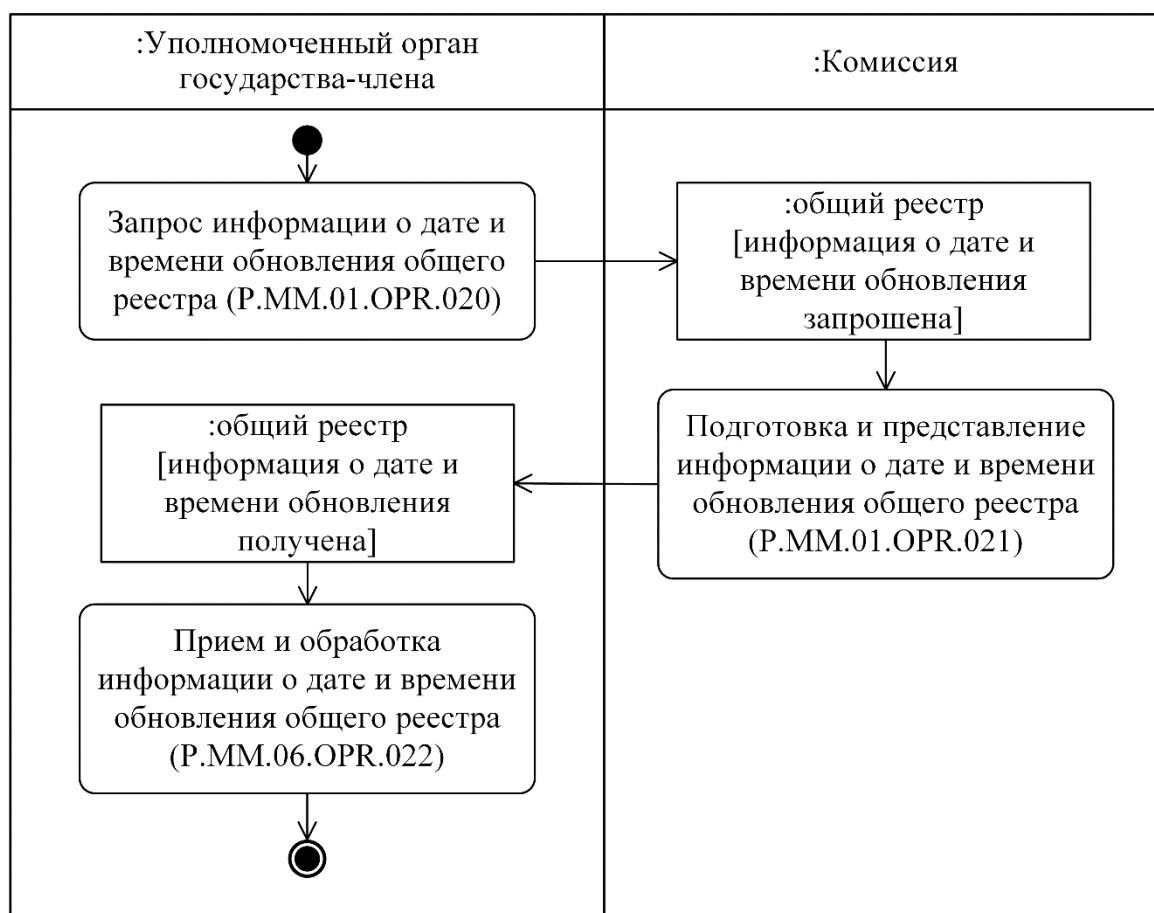 :Уполномоченный орган
государства-члена
:Комиссия
Запрос информации о дате и
времени обновления общего
реестра (P.MM.01.OPR.020)
:общий реестр
[информация о дате и
времени обновления
запрошена]
Подготовка и представление
информации о дате и времени
обновления общего реестра
(P.MM.01.OPR.021)
:общий реестр
[информация о дате и
времени обновления
получена]
Прием и обработка
информации о дате и времени
обновления общего реестра
(P.MM.06.OPR.022)